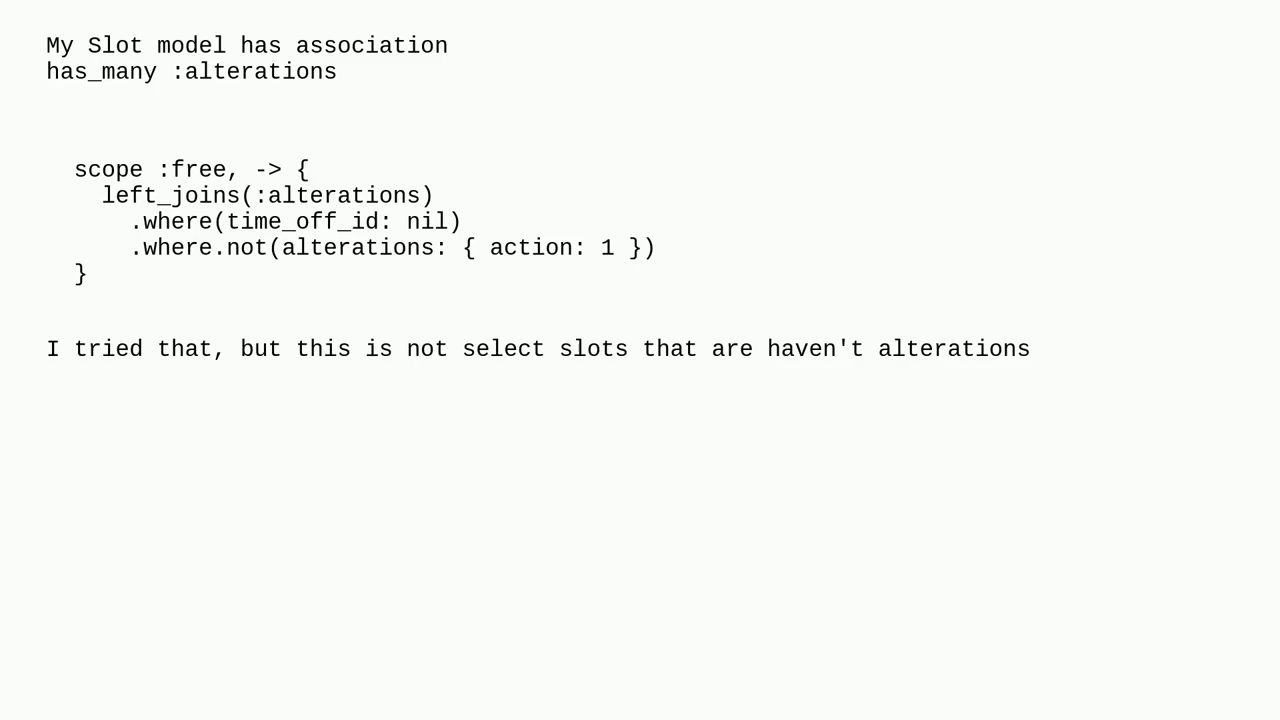 My Slot model has association
has_many :alterations
scope :free, -> {
left_joins(:alterations)
.where(time_off_id: nil)
.where.not(alterations: { action: 1 })
}
I tried that, but this is not select slots that are haven't alterations